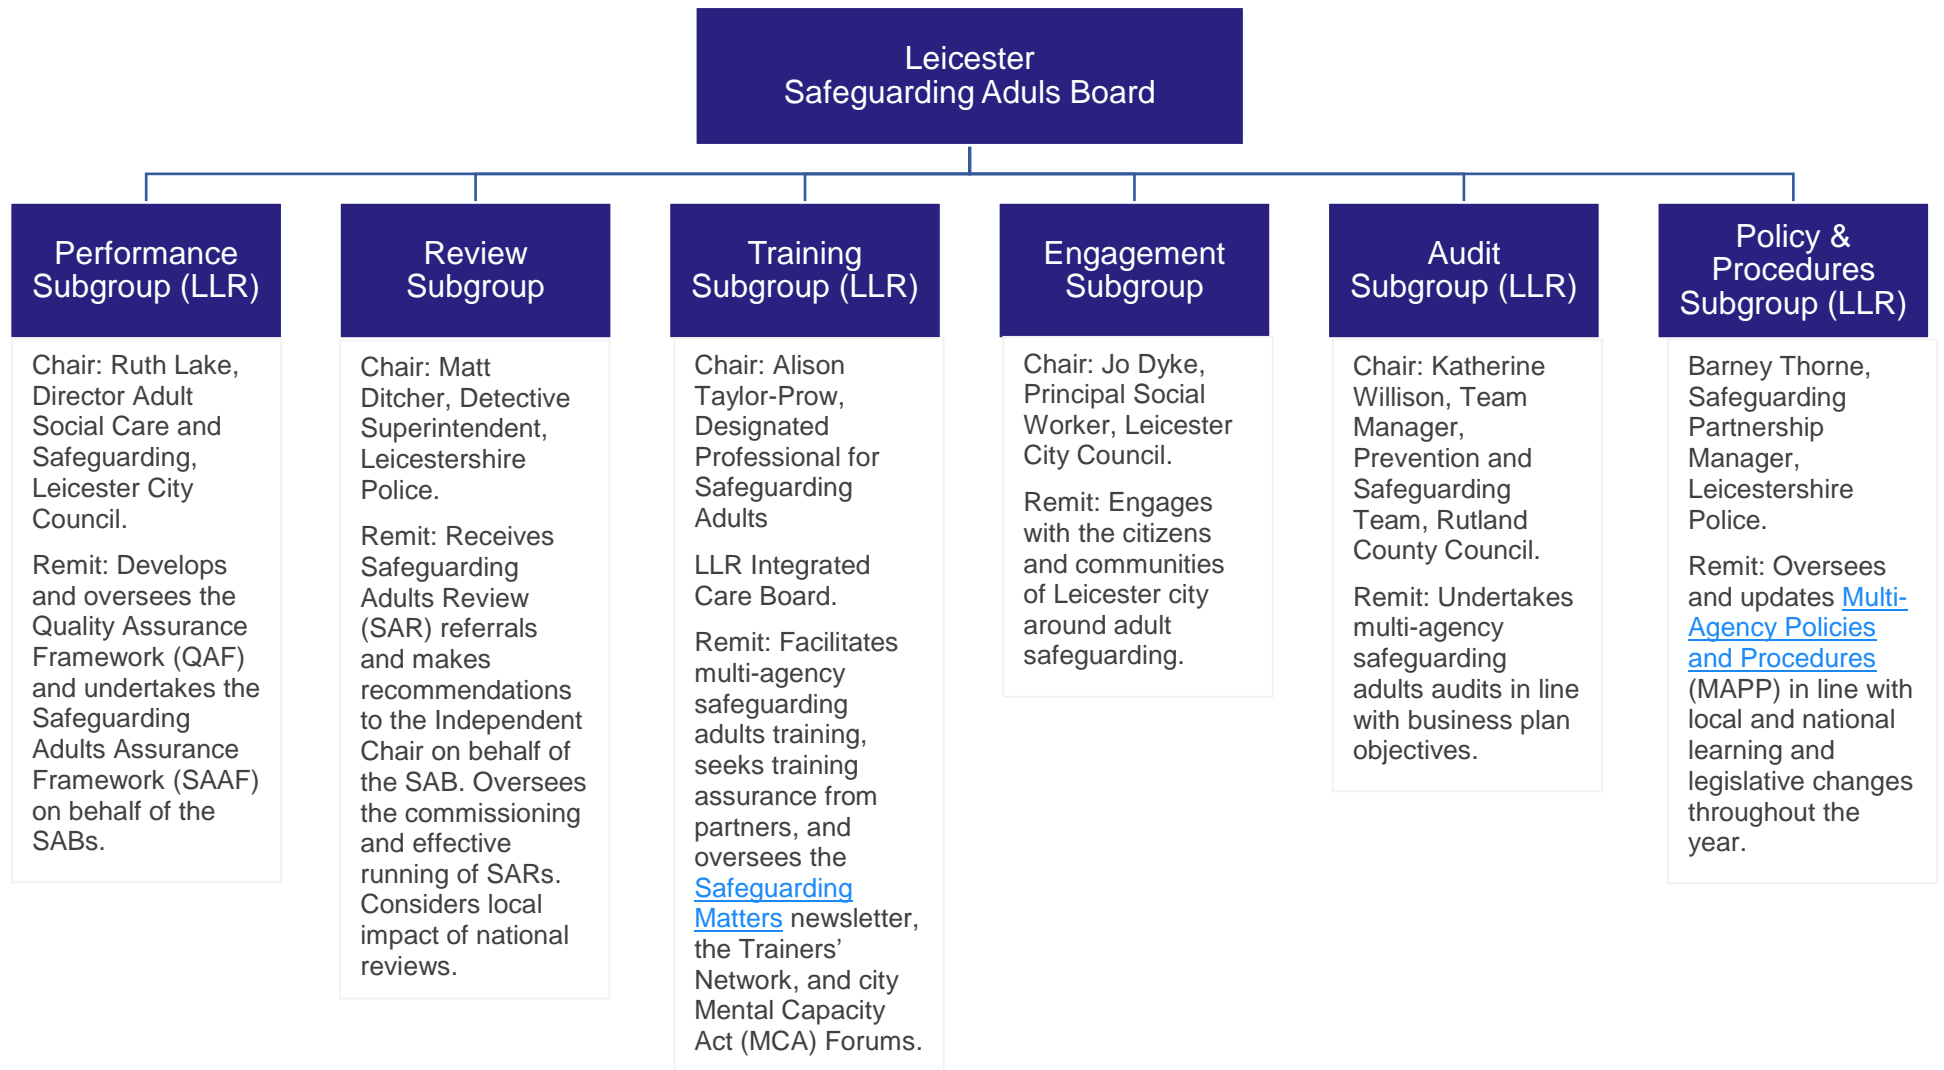 Leicester
Safeguarding Aduls Board
Performance
Subgroup (LLR)
Chair: Ruth Lake,
Director Adult
Social Care and
Safeguarding,
Leicester City
Council.
Remit: Develops
and oversees the
Quality Assurance
Framework (QAF)
and undertakes the
Safeguarding
Adults Assurance
Framework (SAAF)
on behalf of the
SABs.
Review
Subgroup
Chair: Matt
Ditcher, Detective
Superintendent,
Leicestershire
Police.
Remit: Receives
Safeguarding
Adults Review
(SAR) referrals
and makes
recommendations
to the Independent
Chair on behalf of
the SAB. Oversees
the commissioning
and effective
running of SARs.
Considers local
impact of national
reviews.
Training
Subgroup (LLR)
Chair: Alison
Taylor-Prow,
Designated
Professional for
Safeguarding
Adults
LLR Integrated
Care Board.
Remit: Facilitates
multi-agency
safeguarding
adults training,
seeks training
assurance from
partners, and
oversees the
Safeguarding
Matters newsletter,
the Trainers’
Network, and city
Mental Capacity
Act (MCA) Forums.
Engagement
Subgroup
Chair: Jo Dyke,
Principal Social
Worker, Leicester
City Council.
Remit: Engages
with the citizens
and communities
of Leicester city
around adult
safeguarding.
Audit
Subgroup (LLR)
Chair: Katherine
Willison, Team
Manager,
Prevention and
Safeguarding
Team, Rutland
County Council.
Remit: Undertakes
multi-agency
safeguarding
adults audits in line
with business plan
objectives.
Policy &
Procedures
Subgroup (LLR)
Barney Thorne,
Safeguarding
Partnership
Manager,
Leicestershire
Police.
Remit: Oversees
and updates Multi-
Agency Policies
and Procedures
(MAPP) in line with
local and national
learning and
legislative changes
throughout the
year.